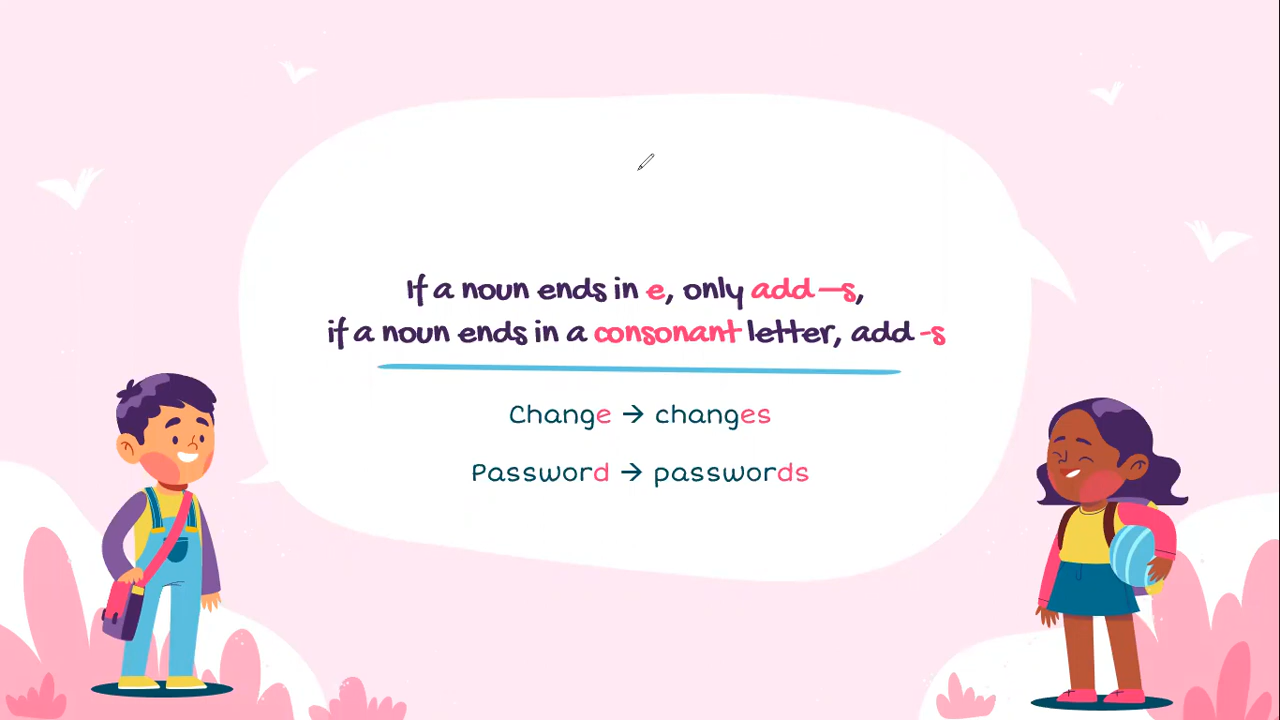 If a noun ends in e, only add –s,
if a noun ends in a consonant letter, add -s
Change → changes
Password → passwords